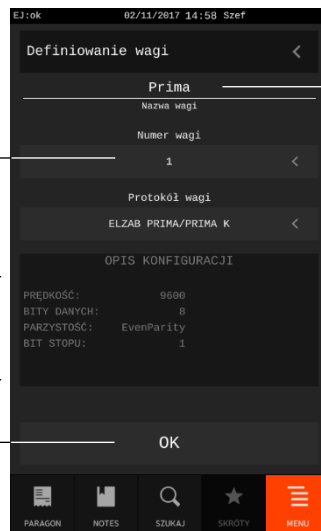 EJ:ok 02/11/2017 14:58 Szef
Definiowanie wagi
Prima
Nazwa wagi
Numer wagi
1
Protokół wagi
ELZAB PRIMA/PRIMA K
OPIS KONFIGURACJI
PRĘDKOŚĆ: 9600
BITY DANYCH: 8
PARZYSTOŚĆ: EvenParity
BIT STOPU: 1
OK
PARAGON NOTES SZUKAJ SKRÓTY MENU